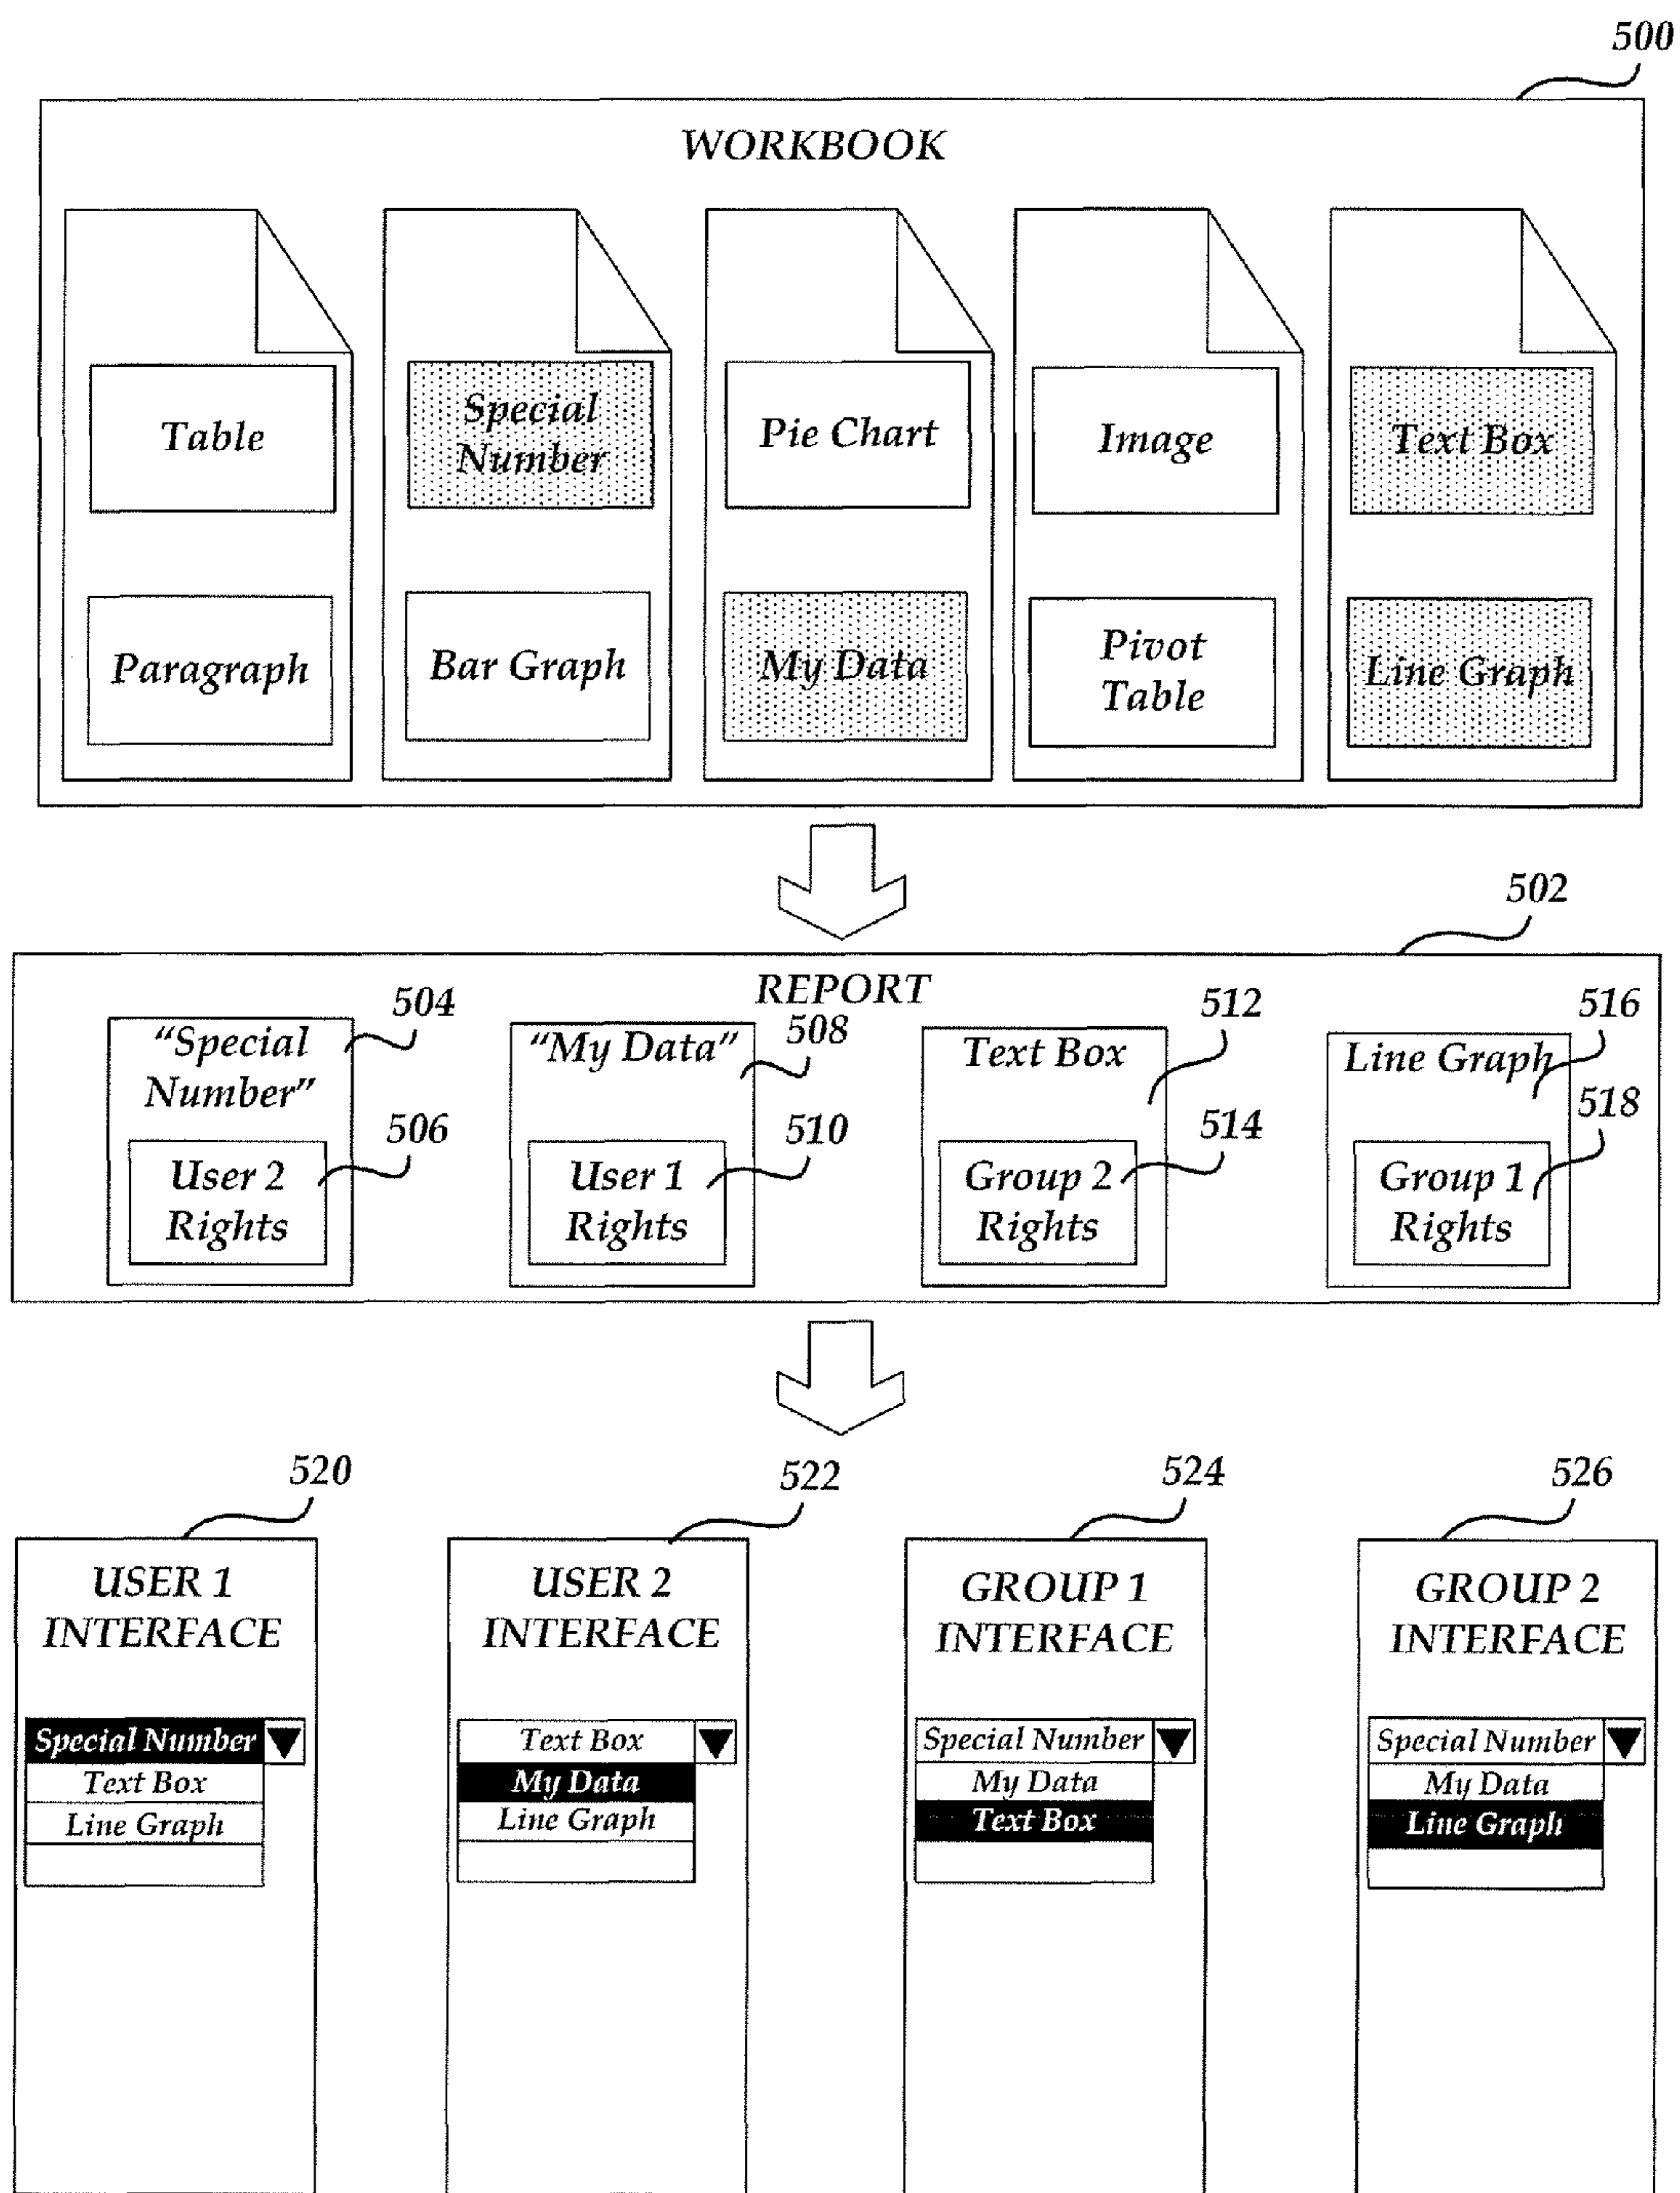 500
WORKBOOK
Table
Special
Number
Pie Chart
Image
Text Box
Paragraph
Bar Graph
My Data
Pivot
Table
Line Graph
502
REPORT
504
"Special
Number"
506
User 2
Rights
508
"My Data"
510
User 1
Rights
512
Text Box
514
Group 2
Rights
516
Line Graph
518
Group 1
Rights
520
USER 1
INTERFACE
Special Number
Text Box
Line Graph
522
USER 2
INTERFACE
Text Box
My Data
Line Graph
524
GROUP 1
INTERFACE
Special Number
My Data
Text Box
526
GROUP 2
INTERFACE
Special Number
My Data
Line Graph